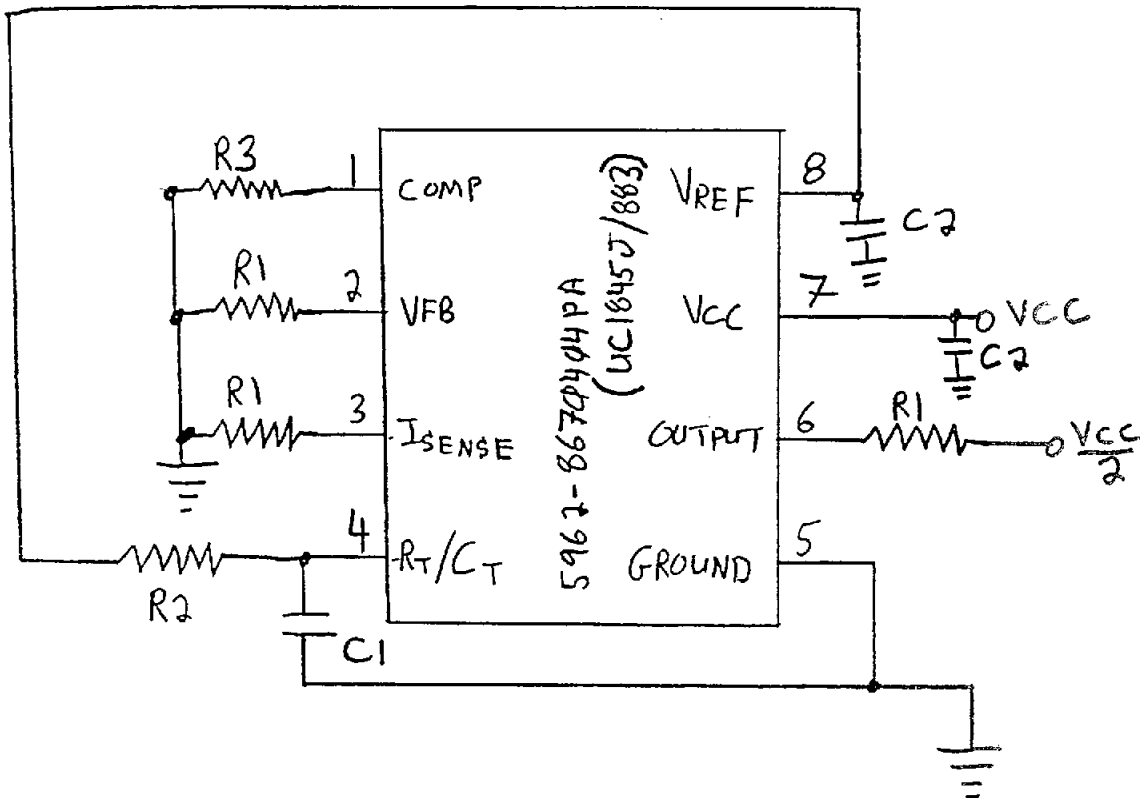 R3
1
COMP
R1
2
VFB
R1
3
ISENSE
4
RT/CT
R2
C1
5962-8670404PA
(UC1845J/883)
8
VREF
C2
7
VCC
VCC
C2
6
OUTPUT
R1
VCC
2
5
GROUND